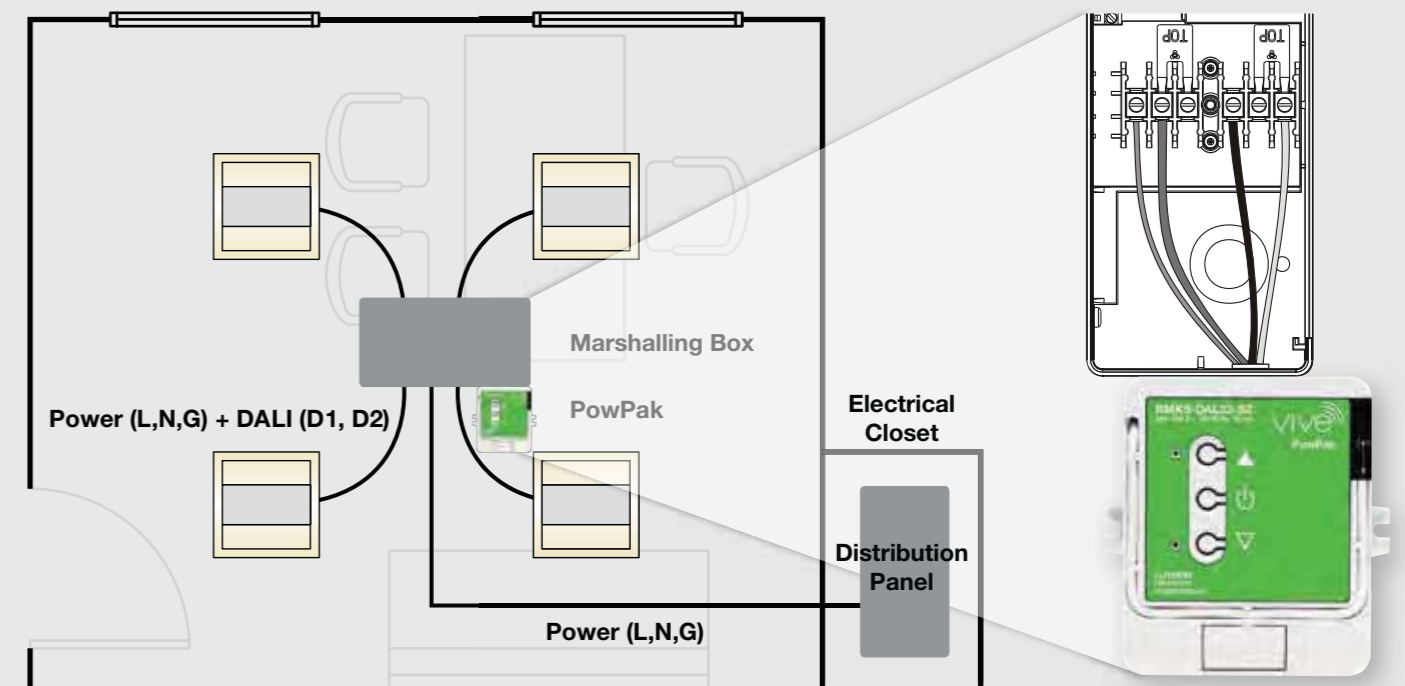 TOP
TOP
Marshalling Box
PowPak
Power (L,N,G) + DALI (D1, D2)
Electrical
Closet
Distribution
Panel
Power (L,N,G)
RMKS-DAL32-SZ
vive
PowPak